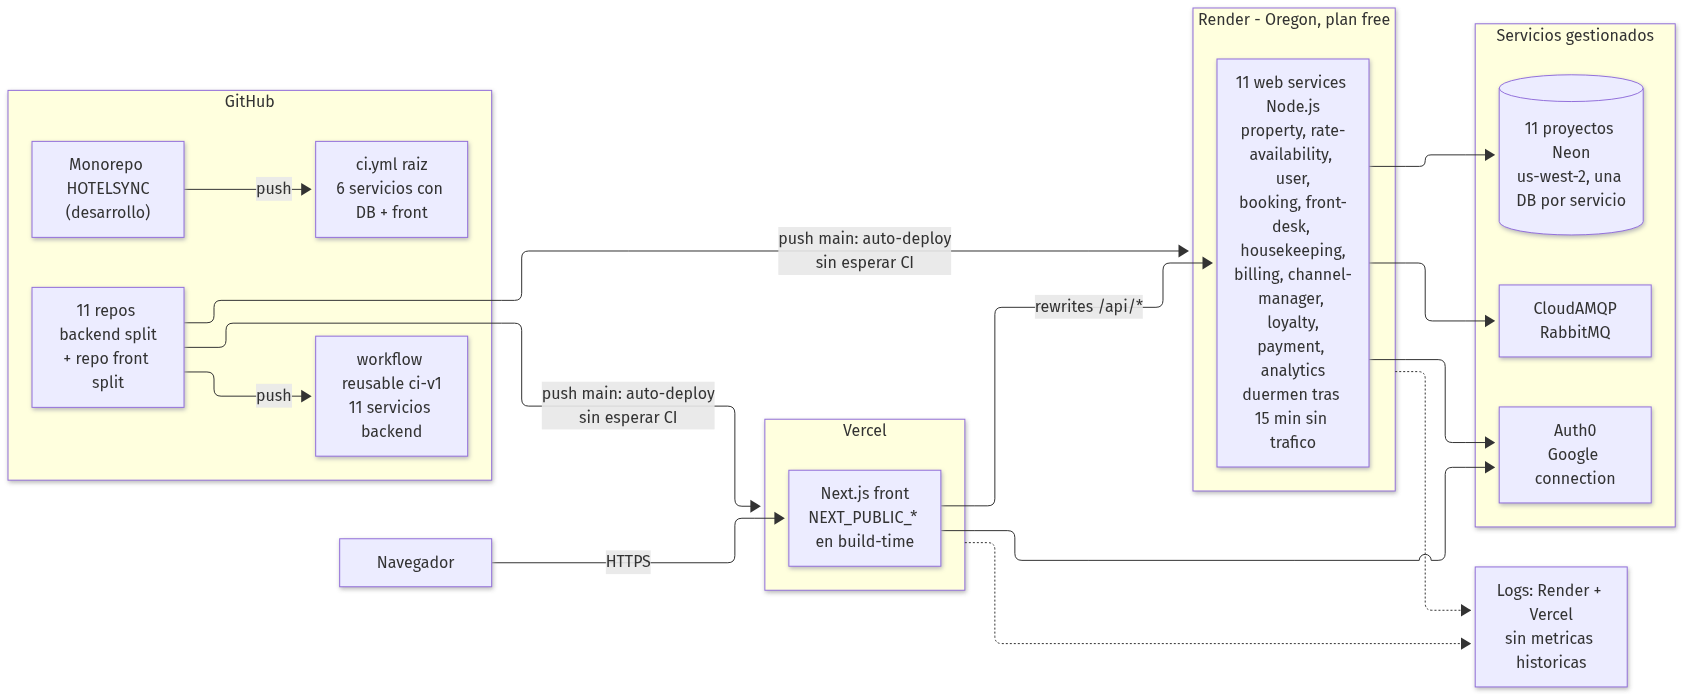 GitHub
Monorepo
HOTELSYNC
(desarrollo)
push
ci.yml raiz
6 servicios con
DB + front
11 repos
backend split
+ repo front
split
push
workflow
reusable ci-v1
11 servicios
backend
push main: auto-deploy
sin esperar CI
push main: auto-deploy
sin esperar CI
Navegador
HTTPS
Vercel
Next.js front
NEXT_PUBLIC_*
en build-time
rewrites /api/*
Render - Oregon, plan free
11 web services
Node.js
property, rate-
availability,
user,
booking, front-
desk,
housekeeping,
billing, channel-
manager,
loyalty,
payment,
analytics
duermen tras
15 min sin
trafico
Servicios gestionados
11 proyectos
Neon
us-west-2, una
DB por servicio
CloudAMQP
RabbitMQ
Auth0
Google
connection
Logs: Render +
Vercel
sin metricas
historicas